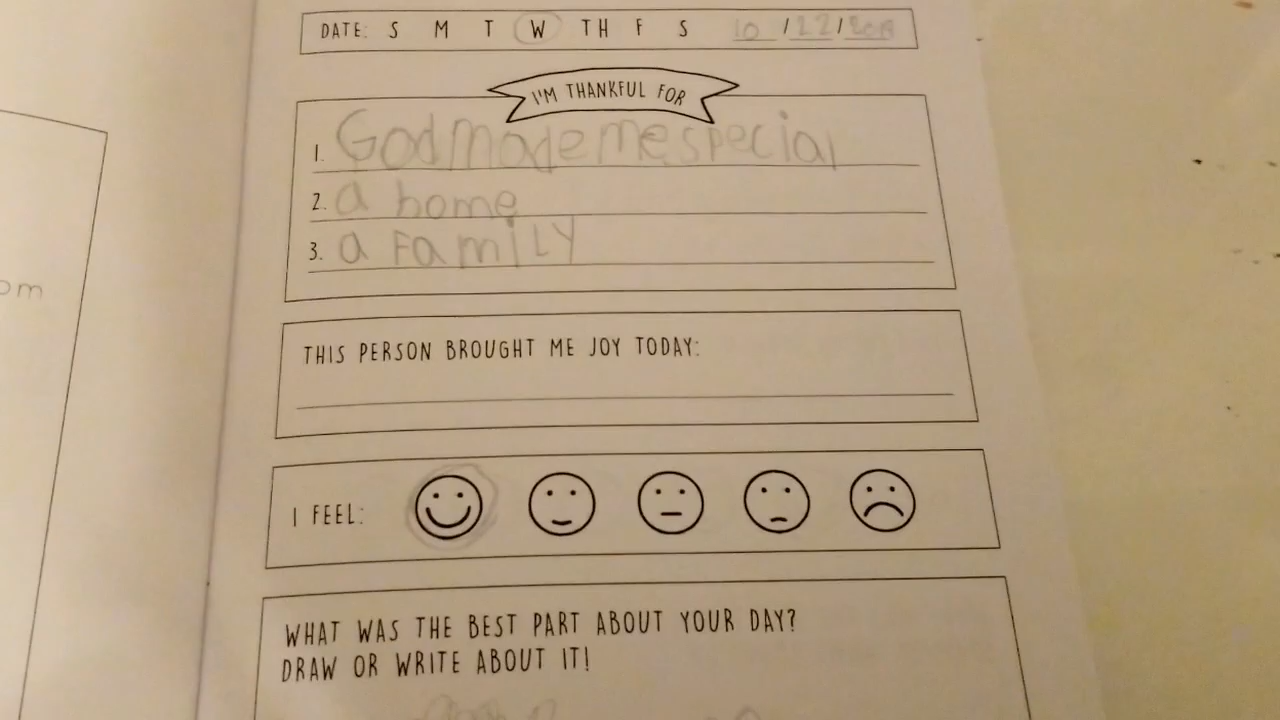 DATE: S M T W TH F S 10 / 22 / 2019
I'M THANKFUL FOR
1. God made me special
2. a home
3. a FamiLY
om
THIS PERSON BROUGHT ME JOY TODAY:
I FEEL:
WHAT WAS THE BEST PART ABOUT YOUR DAY?
DRAW OR WRITE ABOUT IT!